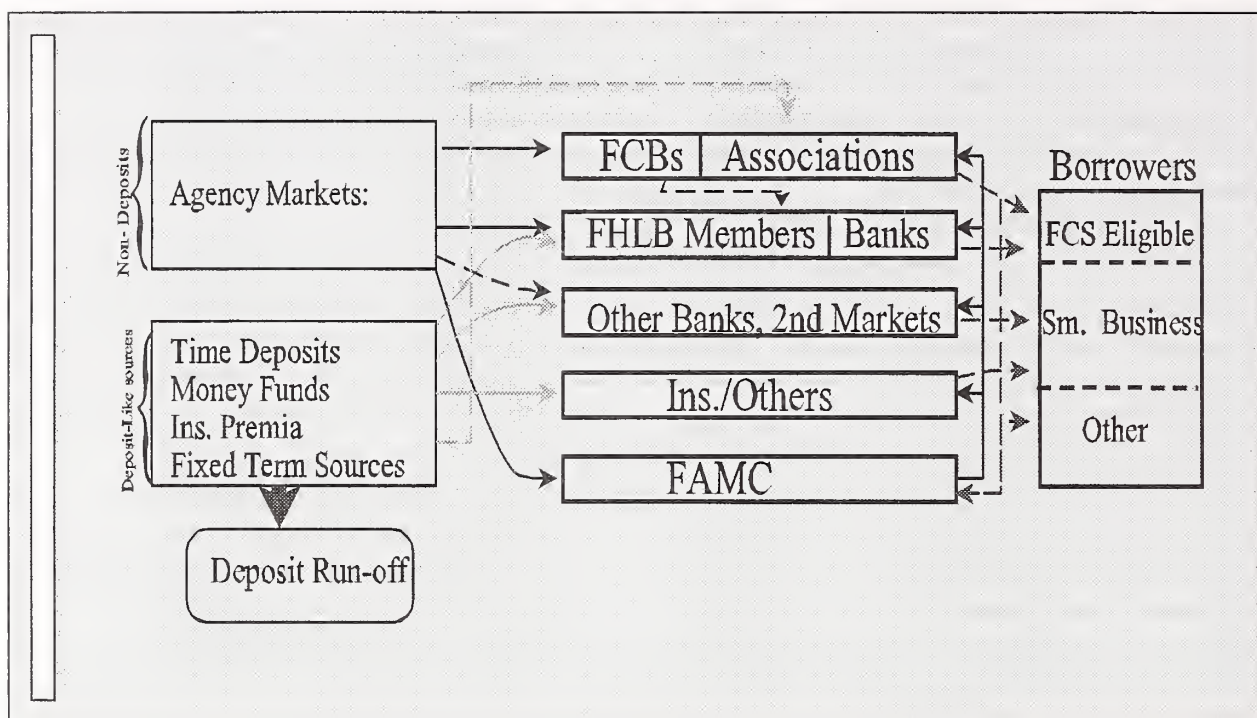 Non- Deposits
Agency Markets:
Deposit-Like sources
Time Deposits
Money Funds
Ins. Premia
Fixed Term Sources
Deposit Run-off
FCBs | Associations
FHLB Members | Banks
Other Banks, 2nd Markets
Ins./Others
FAMC
Borrowers
FCS Eligible
Sm. Business
Other